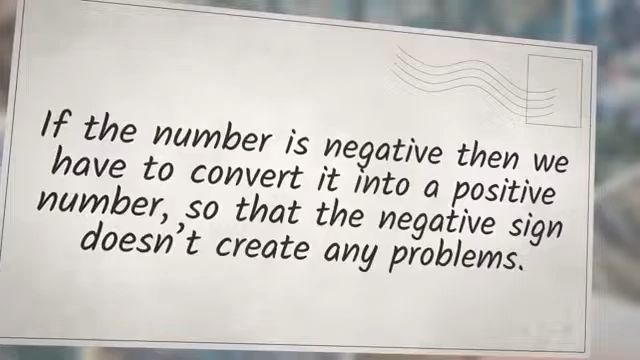 If the number is negative then we
have to convert it into a positive
number, so that the negative sign
doesn't create any problems.